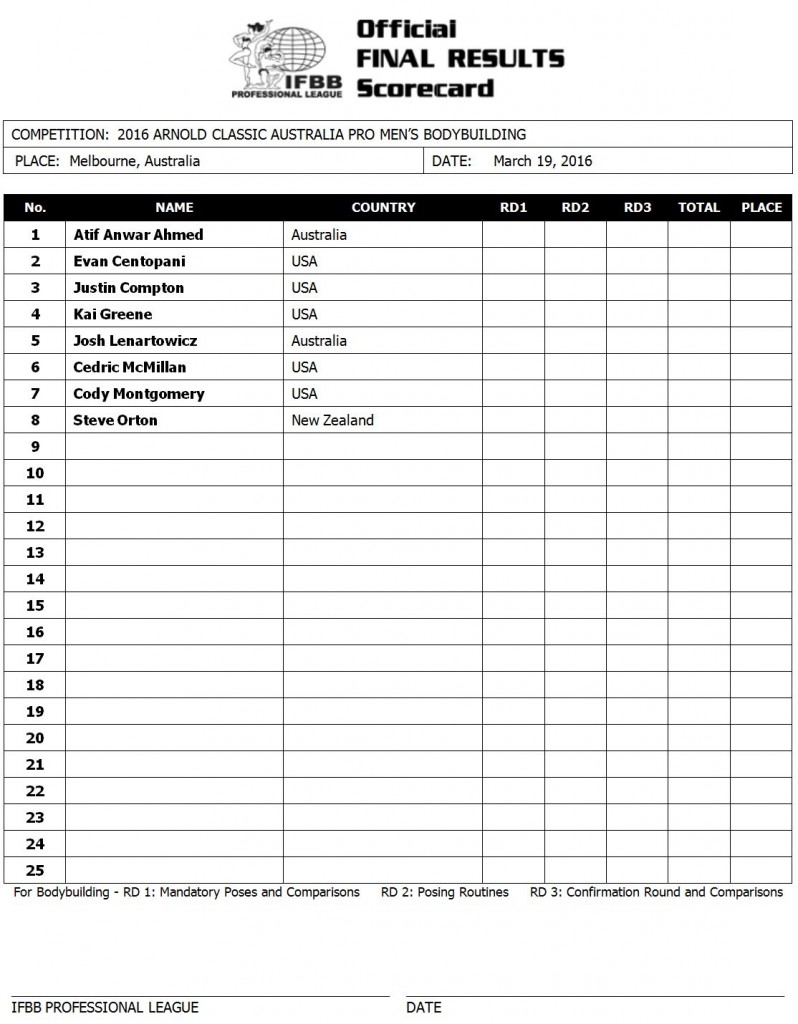 Official
FINAL RESULTS
Scorecard
IFBB
PROFESSIONAL LEAGUE
COMPETITION: 2016 ARNOLD CLASSIC AUSTRALIA PRO MEN'S BODYBUILDING
PLACE: Melbourne, Australia DATE: March 19, 2016
No. NAME COUNTRY RD1 RD2 RD3 TOTAL PLACE
1 Atif Anwar Ahmed Australia
2 Evan Centopani USA
3 Justin Compton USA
4 Kai Greene USA
5 Josh Lenartowicz Australia
6 Cedric McMillan USA
7 Cody Montgomery USA
8 Steve Orton New Zealand
9
10
11
12
13
14
15
16
17
18
19
20
21
22
23
24
25
For Bodybuilding - RD 1: Mandatory Poses and Comparisons RD 2: Posing Routines RD 3: Confirmation Round and Comparisons
IFBB PROFESSIONAL LEAGUE DATE